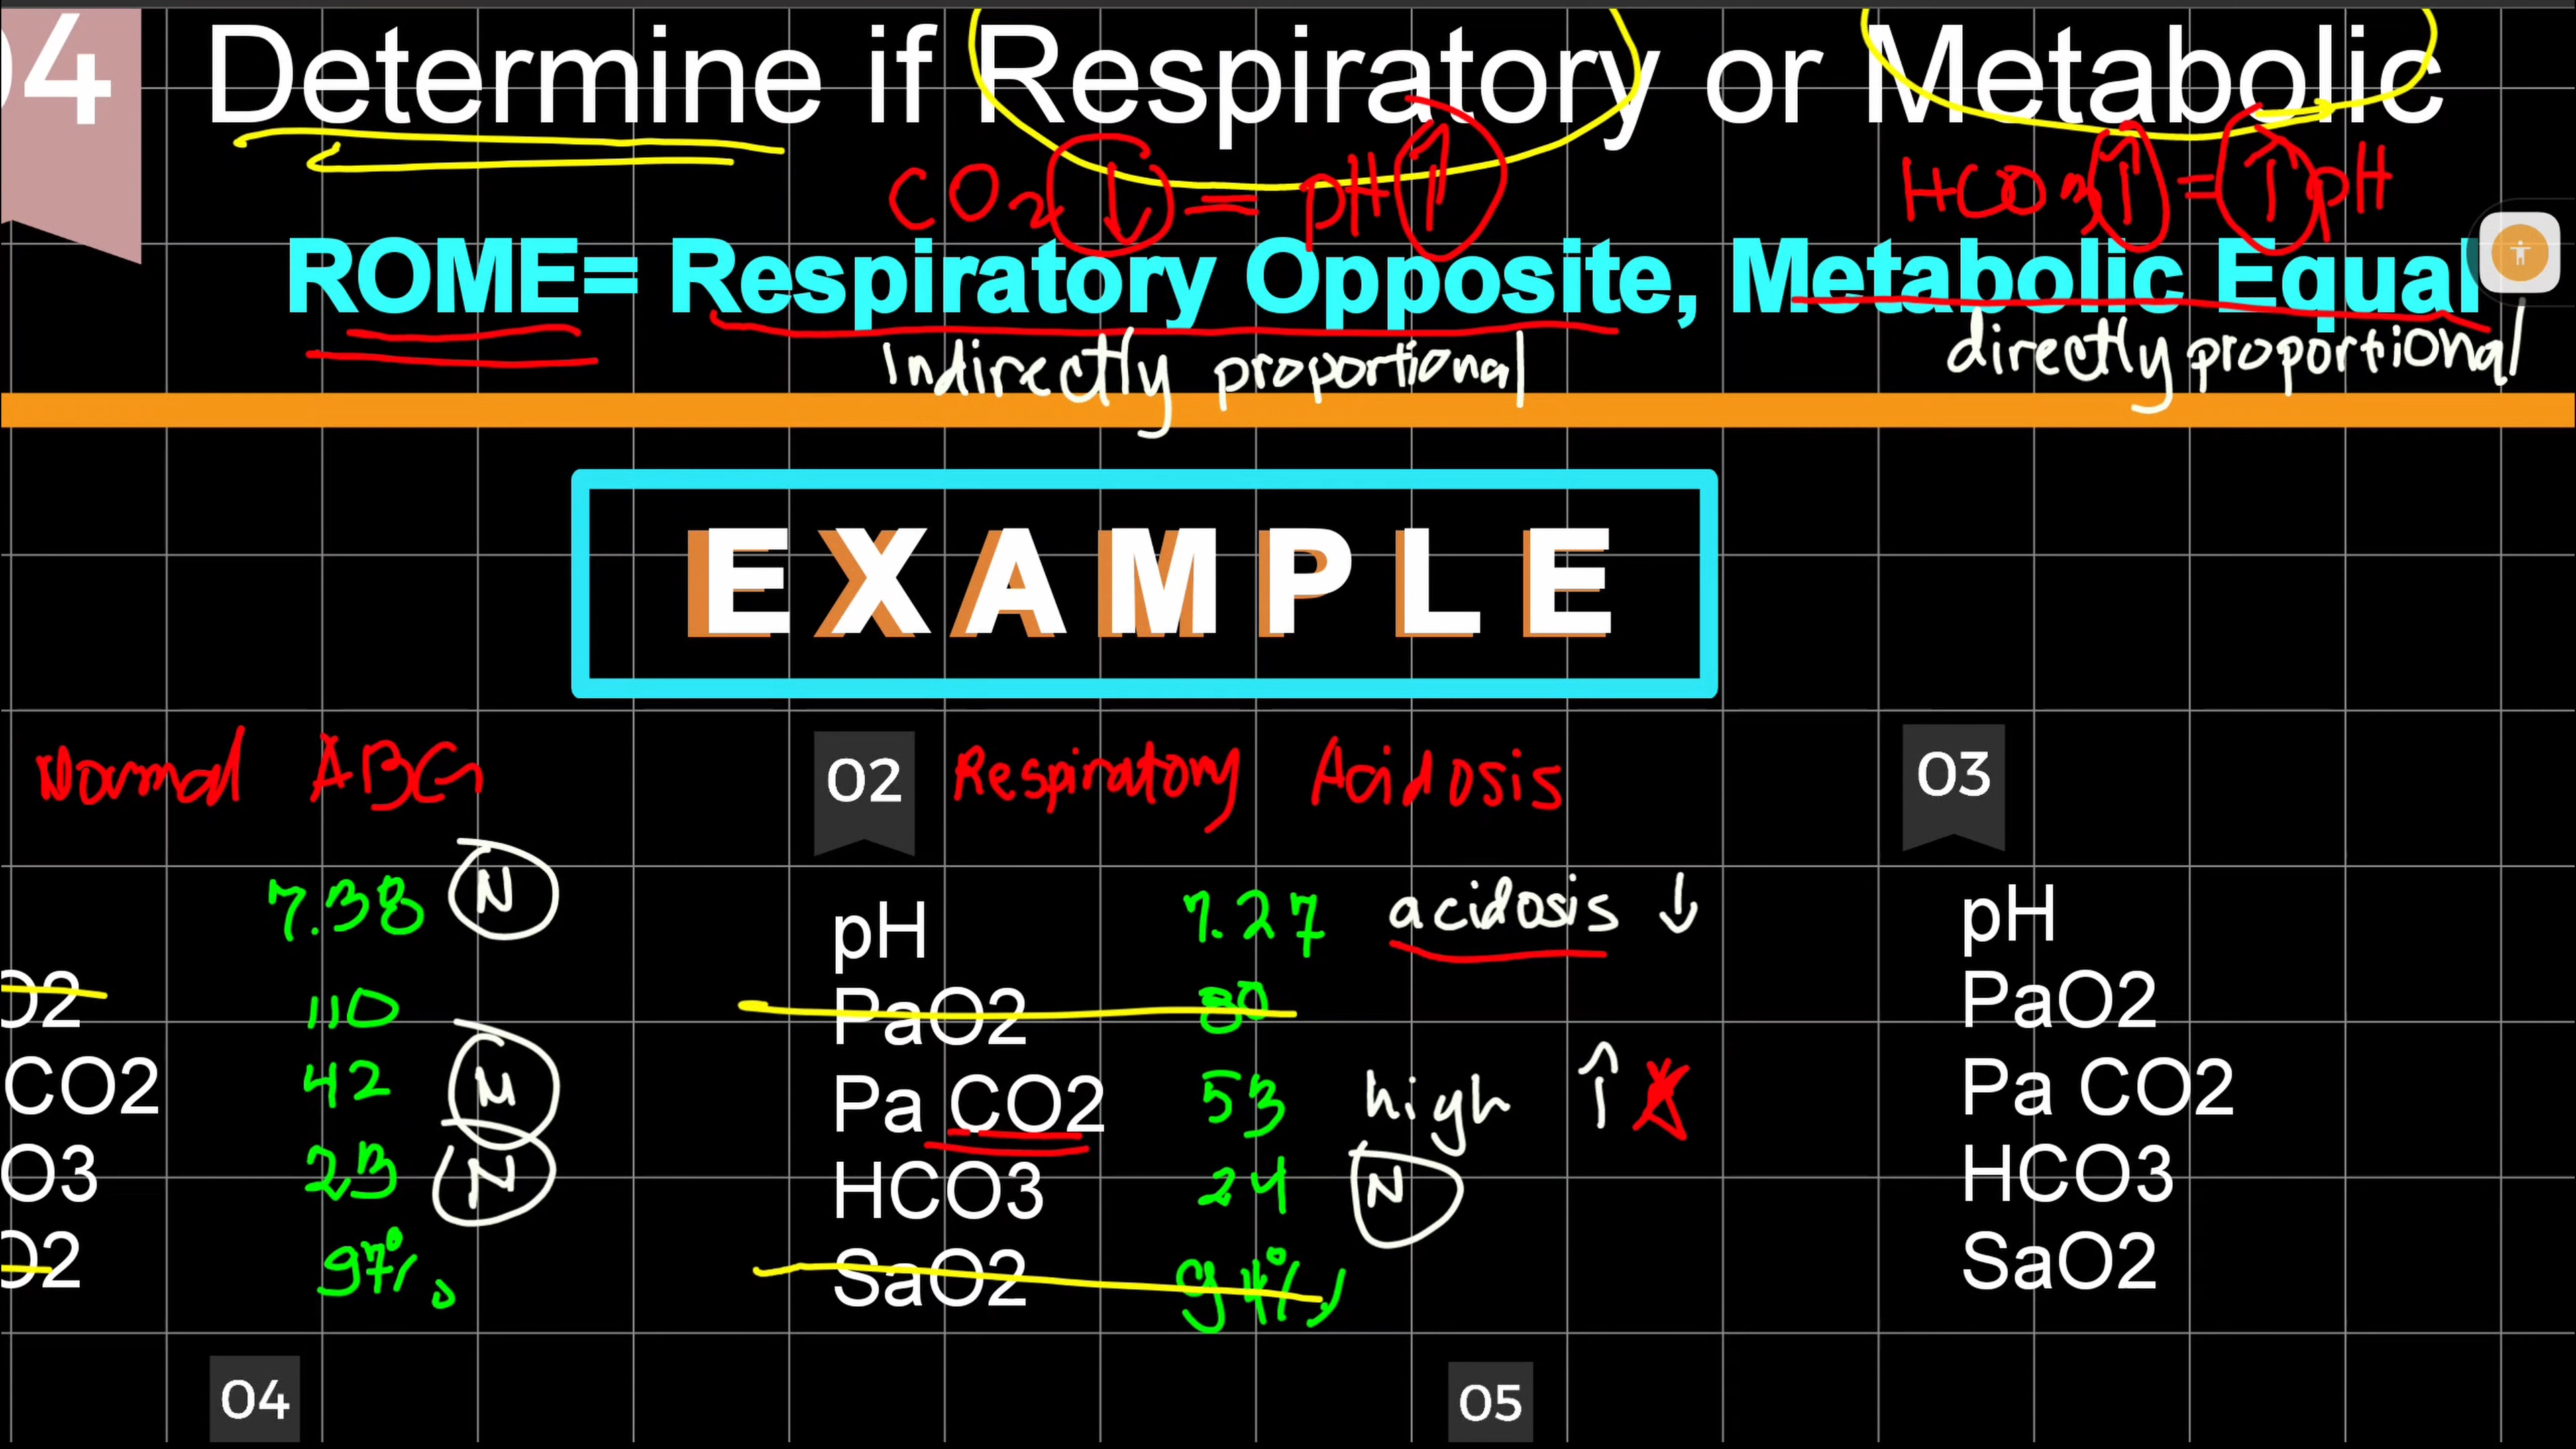 04 Determine if Respiratory or Metabolic
CO2 ↓ = pH ↑ HCO3 ↑ = ↑ pH
ROME= Respiratory Opposite, Metabolic Equal
Indirectly proportional directly proportional
EXAMPLE
Normal ABG
7.38 N
O2 110
CO2 42 N
O3 23 N
O2 97%
02 Respiratory Acidosis
pH 7.27 acidosis ↓
PaO2 80
Pa CO2 53 high ↑
HCO3 24 N
SaO2 94%
03
pH
PaO2
Pa CO2
HCO3
SaO2
04
05